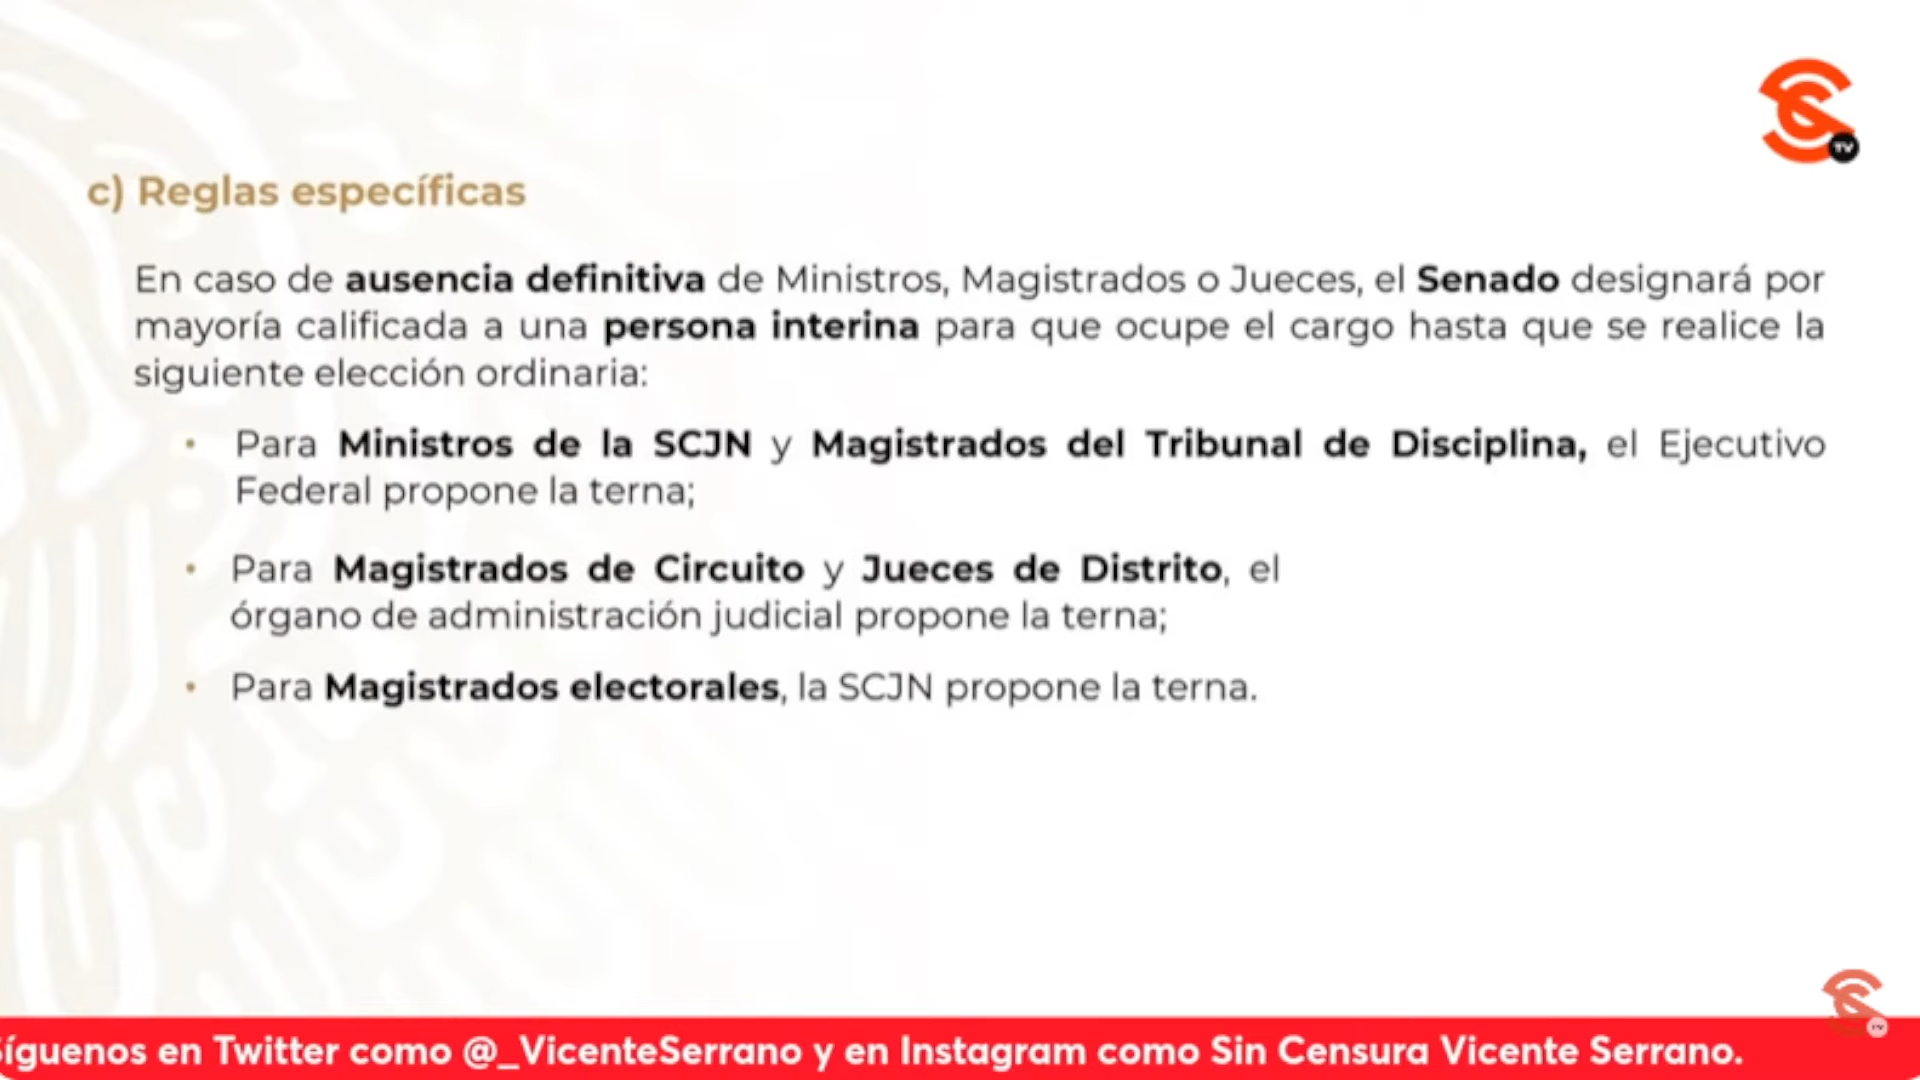 TV
c) Reglas específicas
En caso de ausencia definitiva de Ministros, Magistrados o Jueces, el Senado designará por
mayoría calificada a una persona interina para que ocupe el cargo hasta que se realice la
siguiente elección ordinaria:
• Para Ministros de la SCJN y Magistrados del Tribunal de Disciplina, el Ejecutivo
Federal propone la terna;
• Para Magistrados de Circuito y Jueces de Distrito, el
órgano de administración judicial propone la terna;
• Para Magistrados electorales, la SCJN propone la terna.
TV
Síguenos en Twitter como @_VicenteSerrano y en Instagram como Sin Censura Vicente Serrano.